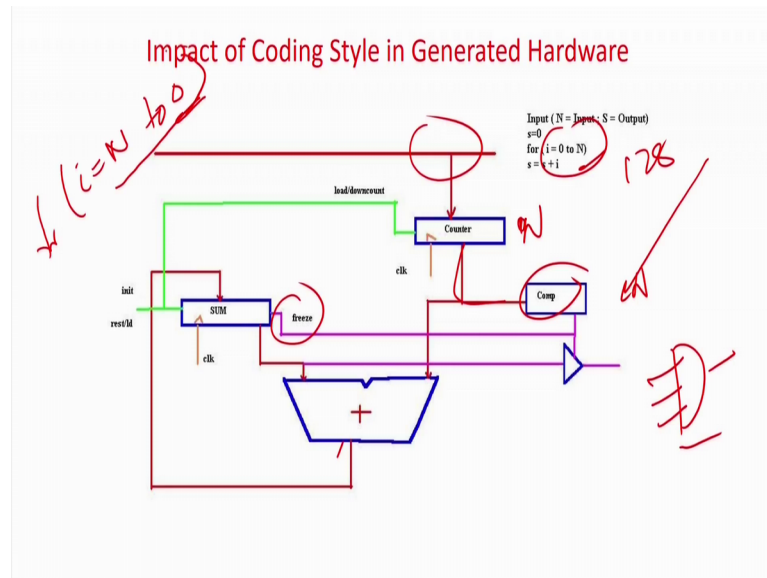 Impact of Coding Style in Generated Hardware
(i=N to 0)
Input ( N = Input ; S = Output)
s=0
for ( i = 0 to N)
s = s + i
128
load/downcount
Counter
N
clk
init
SUM
freeze
Comp
rest/ld
clk
+